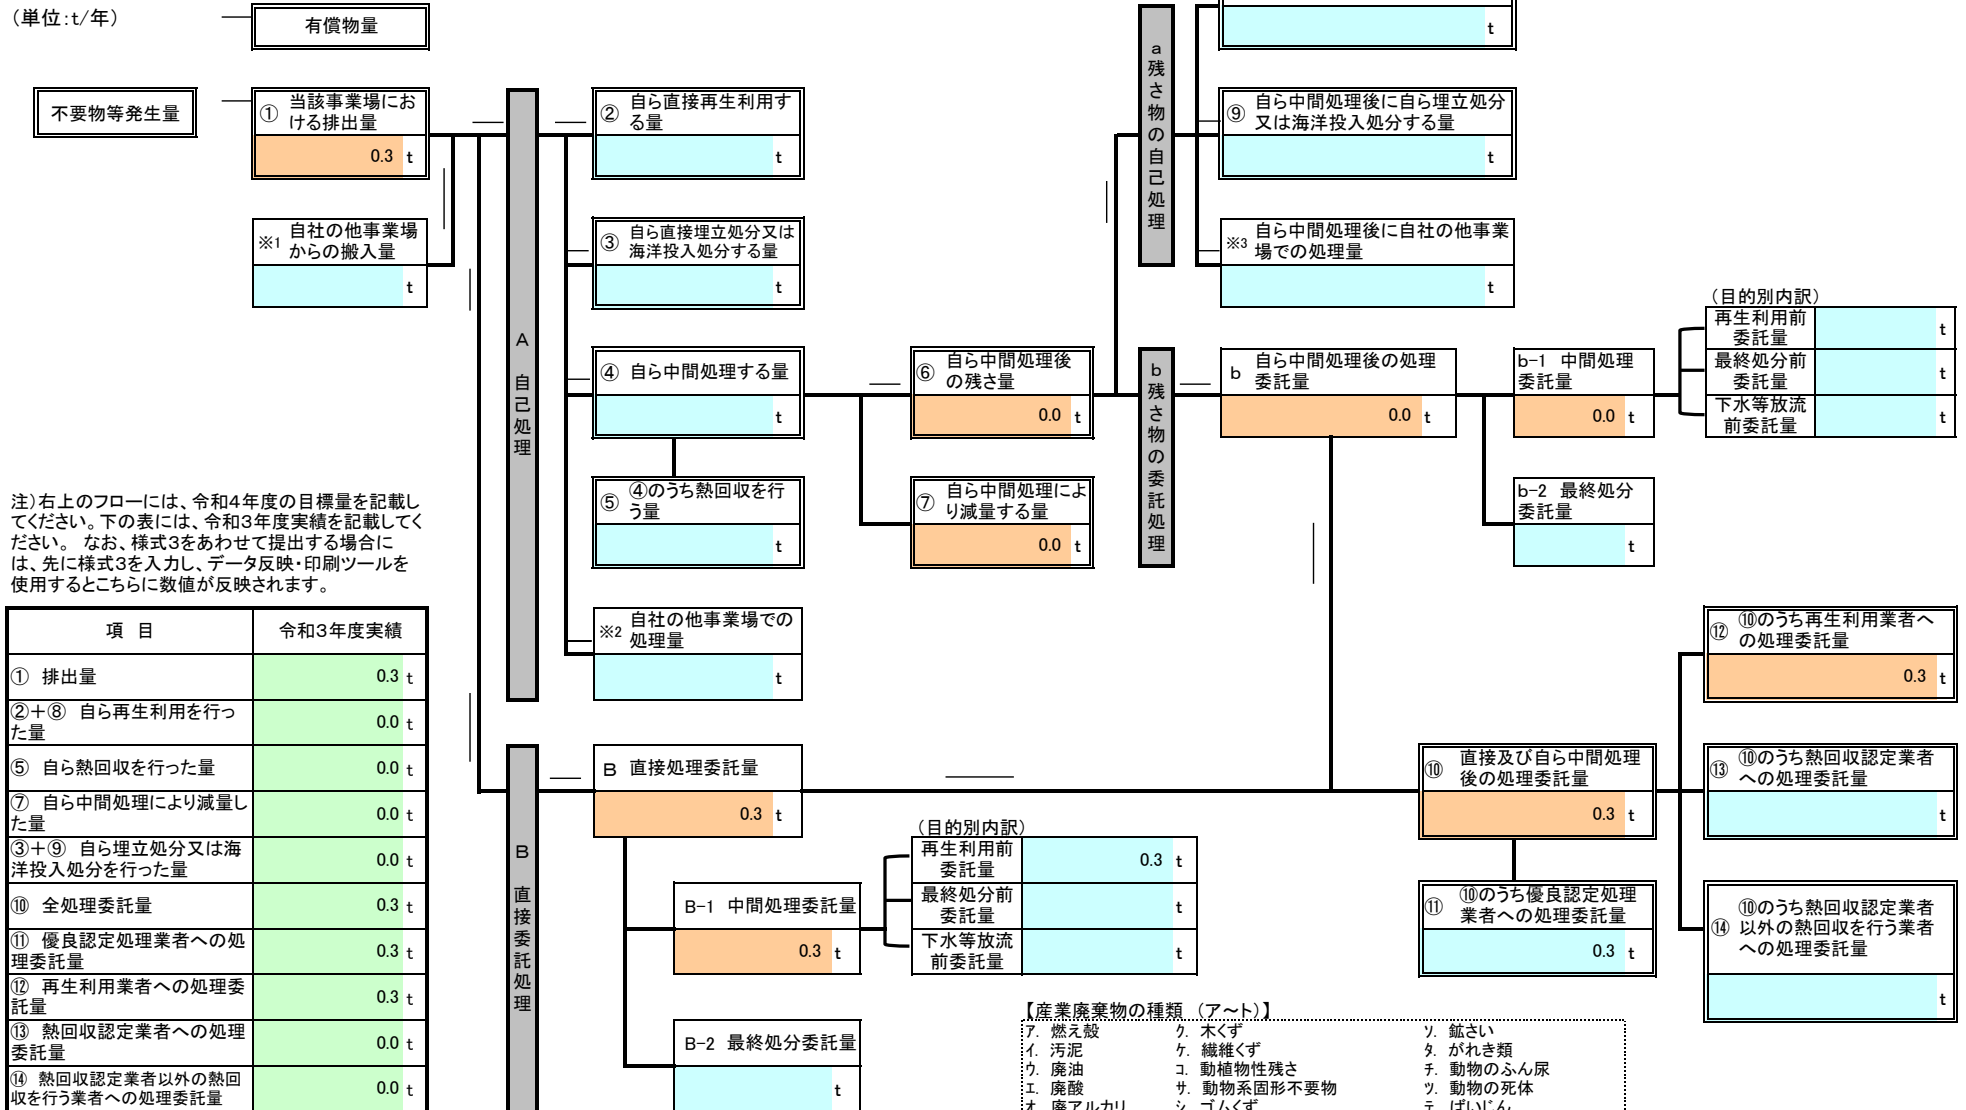 （単位:t/年）
有償物量
t
不要物等発生量
① 当該事業場にお
ける排出量
0.3 t
※1 自社の他事業場
からの搬入量
t
A 自己処理
② 自ら直接再生利用す
る量
t
③ 自ら直接埋立処分又は
海洋投入処分する量
t
④ 自ら中間処理する量
t
⑤ ④のうち熱回収を行
う量
t
※2 自社の他事業場での
処理量
t
⑥ 自ら中間処理後
の残さ量
0.0 t
⑦ 自ら中間処理によ
り減量する量
0.0 t
a 残さ物の自己処理
⑨ 自ら中間処理後に自ら埋立処分
又は海洋投入処分する量
t
※3 自ら中間処理後に自社の他事業
場での処理量
t
b 残さ物の委託処理
b 自ら中間処理後の処理
委託量
0.0 t
b-1 中間処理
委託量
0.0 t
（目的別内訳）
再生利用前
委託量
t
最終処分前
委託量
t
下水等放流
前委託量
t
b-2 最終処分
委託量
t
注）右上のフローには、令和４年度の目標量を記載し
てください。下の表には、令和３年度実績を記載してく
ださい。 なお、様式３をあわせて提出する場合に
は、先に様式３を入力し、データ反映・印刷ツールを
使用するとこちらに数値が反映されます。
項 目 令和３年度実績
① 排出量 0.3 t
②＋⑧ 自ら再生利用を行っ
た量 0.0 t
⑤ 自ら熱回収を行った量 0.0 t
⑦ 自ら中間処理により減量し
た量 0.0 t
③＋⑨ 自ら埋立処分又は海
洋投入処分を行った量 0.0 t
⑩ 全処理委託量 0.3 t
⑪ 優良認定処理業者への処
理委託量 0.3 t
⑫ 再生利用業者への処理委
託量 0.3 t
⑬ 熱回収認定業者への処理
委託量 0.0 t
⑭ 熱回収認定業者以外の熱回
収を行う業者への処理委託量 0.0 t
B 直接委託処理
B 直接処理委託量
0.3 t
B-1 中間処理委託量
0.3 t
（目的別内訳）
再生利用前
委託量
0.3 t
最終処分前
委託量
t
下水等放流
前委託量
t
B-2 最終処分委託量
t
⑩ 直接及び自ら中間処理
後の処理委託量
0.3 t
⑪ ⑩のうち優良認定処理
業者への処理委託量
0.3 t
⑫ ⑩のうち再生利用業者へ
の処理委託量
0.3 t
⑬ ⑩のうち熱回収認定業者
への処理委託量
t
⑭ ⑩のうち熱回収認定業者
以外の熱回収を行う業者
への処理委託量
t
【産業廃棄物の種類 （ア～ト）】
ｱ. 燃え殻 ｸ. 木くず ｿ. 鉱さい
ｲ. 汚泥 ｹ. 繊維くず ﾀ. がれき類
ｳ. 廃油 ｺ. 動植物性残さ ﾁ. 動物のふん尿
ｴ. 廃酸 ｻ. 動物系固形不要物 ﾂ. 動物の死体
ｵ. 廃アルカリ ｼ. ゴムくず ﾃ. ばいじん